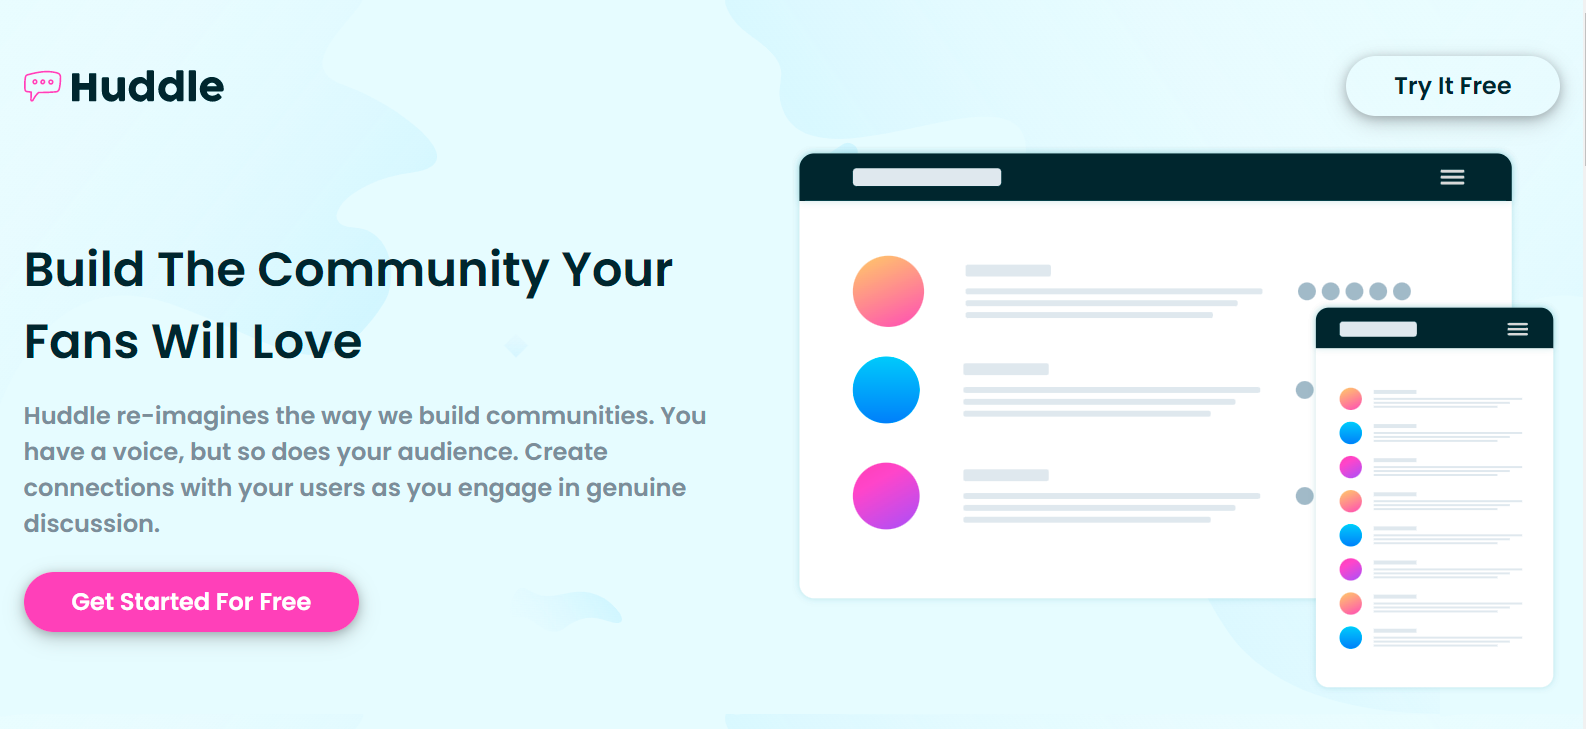 Huddle
Try It Free
Build The Community Your
Fans Will Love
Huddle re-imagines the way we build communities. You
have a voice, but so does your audience. Create
connections with your users as you engage in genuine
discussion.
Get Started For Free